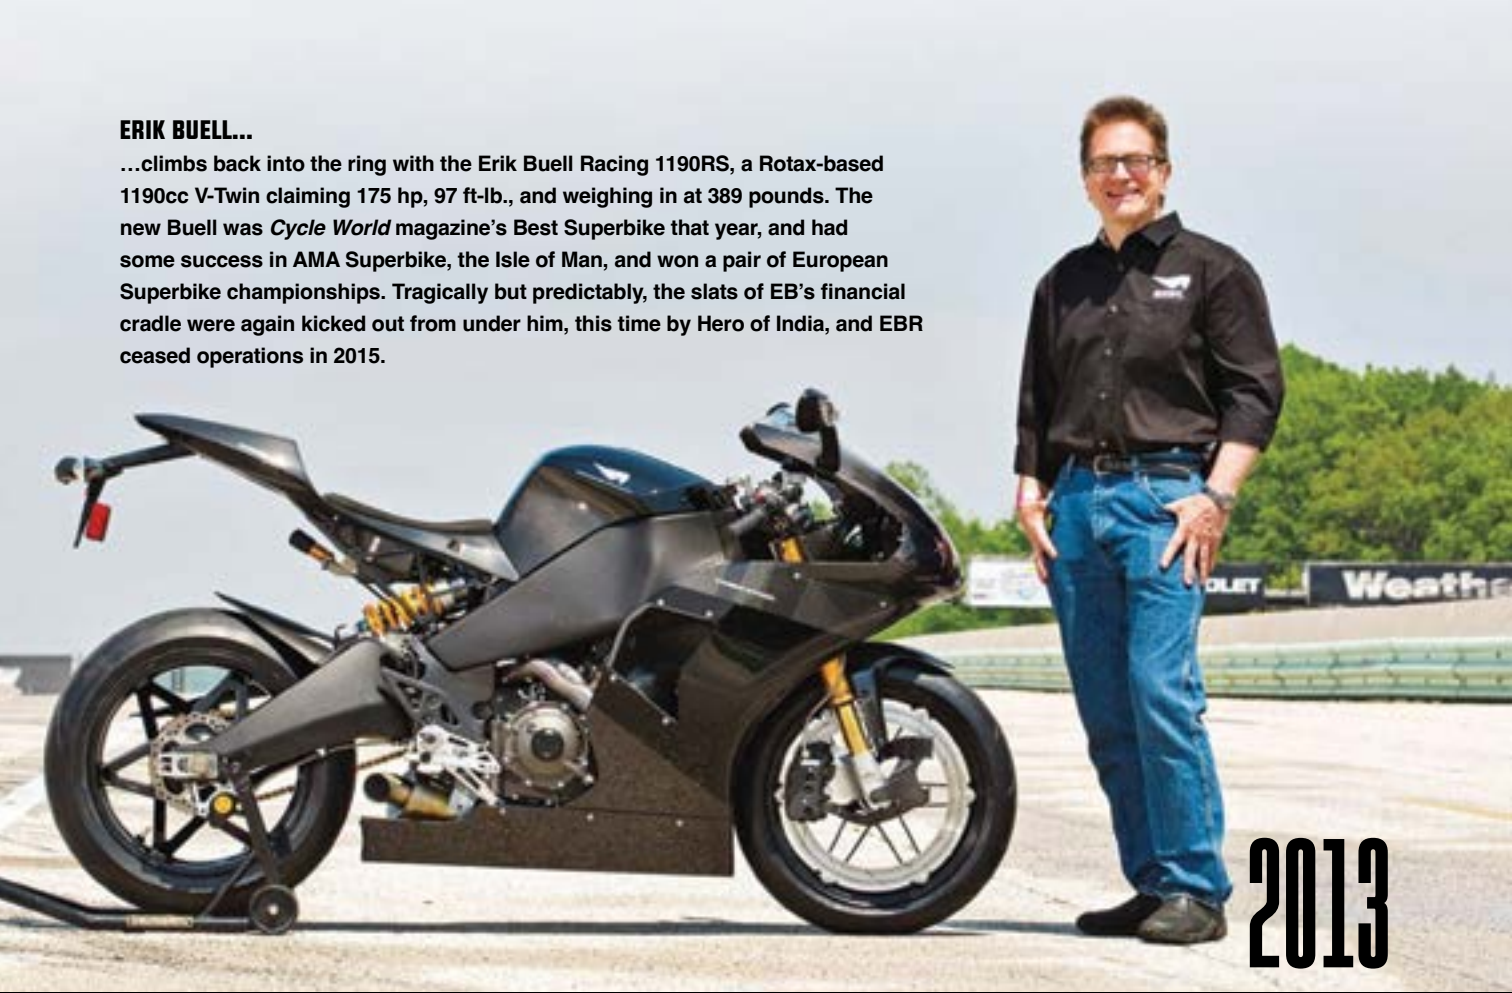 ERIK BUELL...
...climbs back into the ring with the Erik Buell Racing 1190RS, a Rotax-based
1190cc V-Twin claiming 175 hp, 97 ft-lb., and weighing in at 389 pounds. The
new Buell was Cycle World magazine’s Best Superbike that year, and had
some success in AMA Superbike, the Isle of Man, and won a pair of European
Superbike championships. Tragically but predictably, the slats of EB’s financial
cradle were again kicked out from under him, this time by Hero of India, and EBR
ceased operations in 2015.
OLET
Weathe
2013